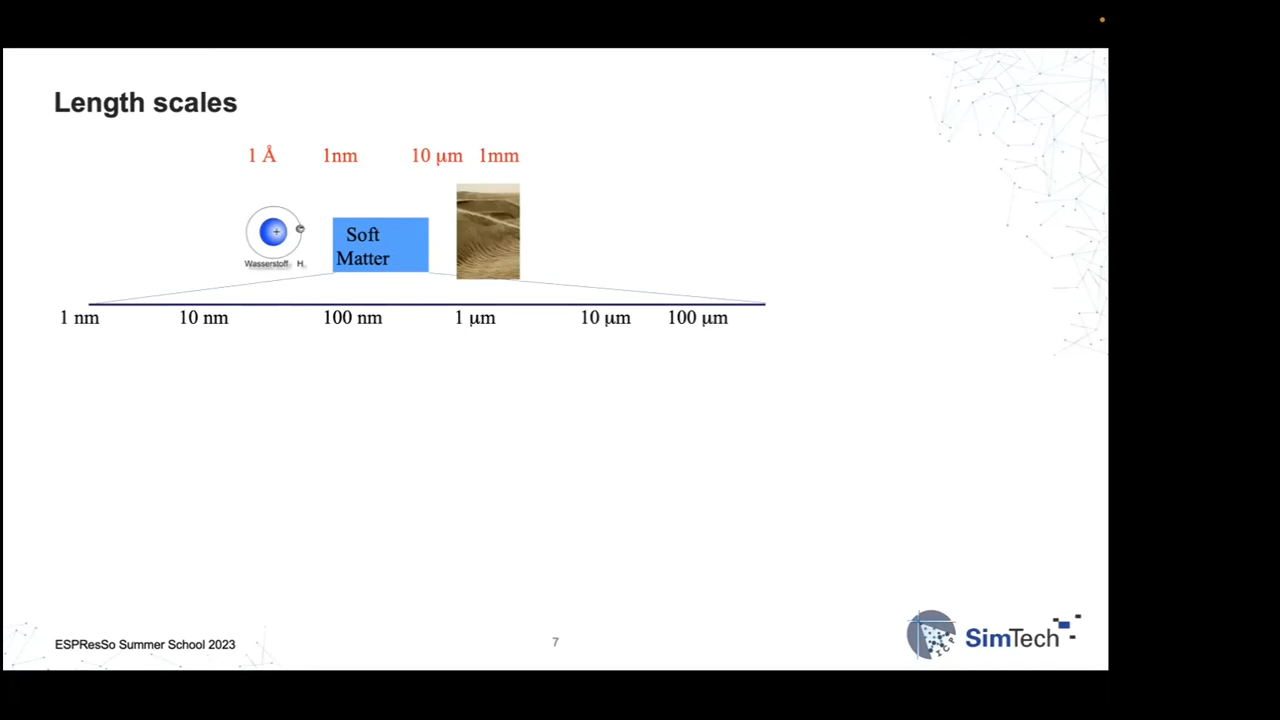 Length scales
1 Å 1nm 10 μm 1mm
+
Soft
Matter
Wasserstoff H
1 nm 10 nm 100 nm 1 μm 10 μm 100 μm
ESPResSo Summer School 2023
7
ICP
SimTech